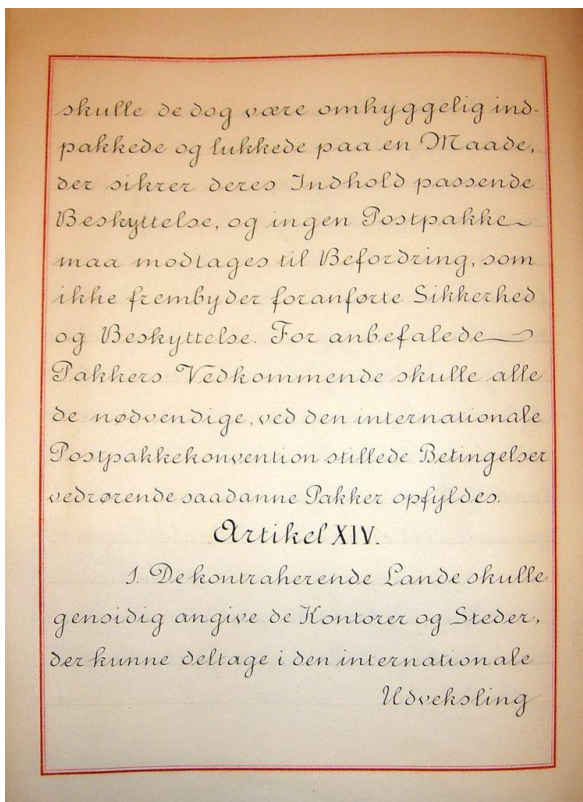 skulle de dog være omhyggelig ind-
pakkede og lukkede paa en Maade,
der sikrer deres Indhold passende
Beskyttelse, og ingen Postpakke
maa modtages til Befordring, som
ikke frembyder foranførte Sikkerhed
og Beskyttelse. For anbefalede
Pakkers Vedkommende skulle alle
de nødvendige, ved den internationale
Postpakkekonvention stillede Betingelser
vedrørende saadanne Pakker opfyldes.
Artikel XIV.
1. De kontraherende Lande skulle
gensidig angive de Kontorer og Steder,
der kunne deltage i den internationale
Udveksling